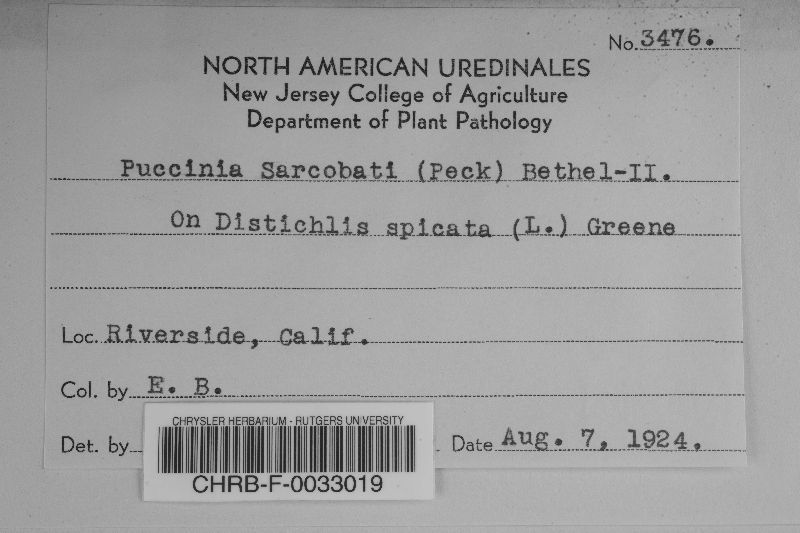 No. 3476.
NORTH AMERICAN UREDINALES
New Jersey College of Agriculture
Department of Plant Pathology
Puccinia Sarcobati (Peck) Bethel-II.
On Distichlis spicata (L.) Greene
Loc. Riverside, Calif.
Col. by E. B.
Det. by
Date Aug. 7, 1924.
CHRYSLER HERBARIUM - RUTGERS UNIVERSITY
CHRB-F-0033019